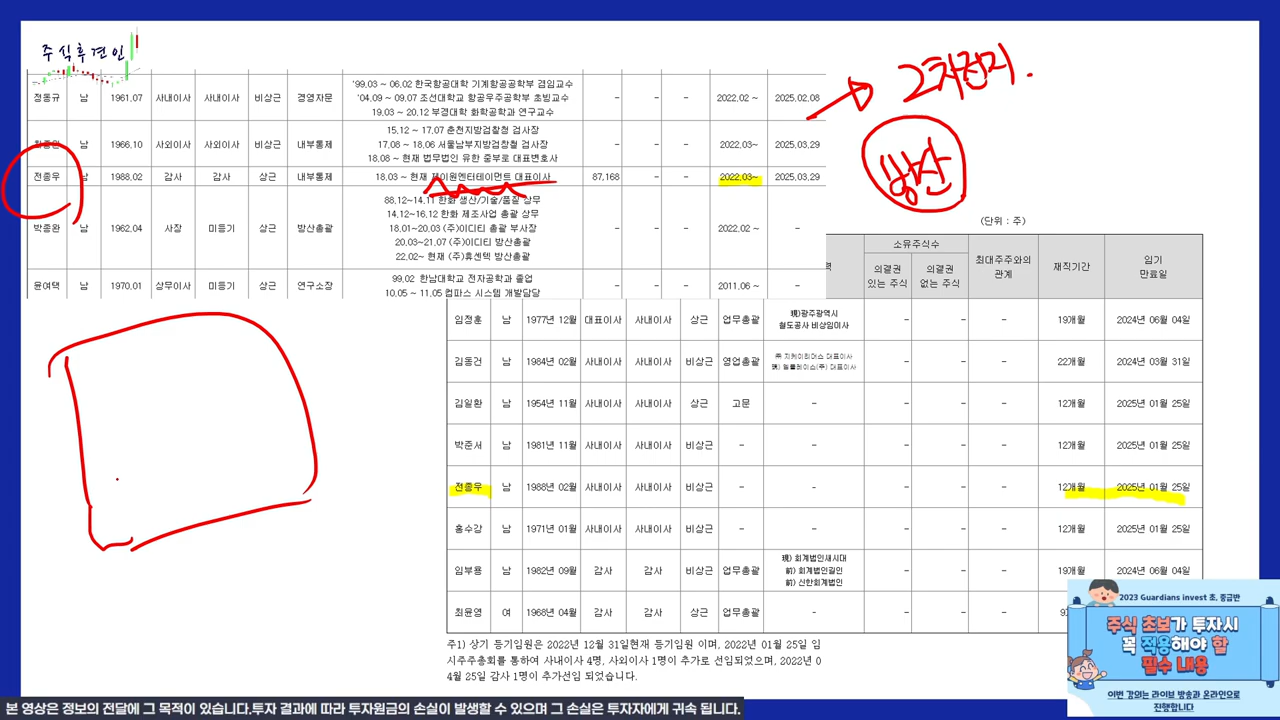 주식후견인
2차전지.
방산
정동규 남 1961.07 사내이사 사내이사 비상근 경영자문 '99.03 ~ 06.02 한국항공대학 기계항공공학부 겸임교수 - - - 2022.02 ~ 2025.02.08
'04.09 ~ 09.07 조선대학교 항공우주공학부 초빙교수
19.03 ~ 20.12 부경대학 화학공학과 연구교수
남 1966.10 사외이사 사외이사 비상근 내부통제 15.12 ~ 17.07 춘천지방검찰청 검사장 - - - 2022.03~ 2025.03.29
17.08 ~ 18.06 서울남부지방검찰청 검사장
18.08 ~ 현재 법무법인 유한 중부로 대표변호사
전종우 남 1988.02 감사 감사 상근 내부통제 18.03 ~ 현재 제이원엔터테이먼트 대표이사 87,168 - - 2022.03~ 2025.03.29
박종완 남 1962.04 사장 미등기 상근 방산총괄 88.12~14.11 한화 생산/기술/품질 상무 - - - 2022.02 ~ -
14.12~16.12 한화 제조사업 총괄 상무
18.01~20.03 (주)이디티 총괄 부사장
20.03~21.07 (주)이디티 방산총괄
22.02~ 현재 (주)휴센텍 방산총괄
윤여택 남 1970.01 상무이사 미등기 상근 연구소장 99.02 한남대학교 전자공학과 졸업 - - - 2011.06 ~ -
10.05 ~ 11.05 컴파스 시스템 개발담당
(단위 : 주)
력 소유주식수 최대주주와의 관계 재직기간 임기 만료일
의결권 있는 주식 의결권 없는 주식
임정훈 남 1977년 12월 대표이사 사내이사 상근 업무총괄 現)광주광역시 - - - 19개월 2024년 06월 04일
철도공사 비상임미사
김동건 남 1984년 02월 사내이사 사내이사 비상근 영업총괄 - - - 22개월 2024년 03월 31일
김일환 남 1954년 11월 사내이사 사내이사 상근 고문 - - - - 12개월 2025년 01월 25일
박준서 남 1981년 11월 사내이사 사내이사 비상근 - - - - - 12개월 2025년 01월 25일
전종우 남 1988년 02월 사내이사 사내이사 비상근 - - - - - 12개월 2025년 01월 25일
홍수강 남 1971년 01월 사내이사 사내이사 비상근 - - - - - 12개월 2025년 01월 25일
임부용 남 1982년 09월 감사 감사 비상근 업무총괄 現) 회계법인새시대 - - - 19개월 2024년 06월 04일
前) 회계법인길인
前) 신한회계법인
최윤영 여 1968년 04월 감사 감사 상근 업무총괄 - - - -
주1) 상기 등기임원은 2022년 12월 31일현재 등기임원 이며, 2022년 01월 25일 임
시주주총회를 통하여 사내이사 4명, 사외이사 1명이 추가로 선임되었으며, 2022년 0
04월 25일 감사 1명이 추가선임 되었습니다.
2023 Guardians invest 초, 중급반
주식 초보가 투자시
꼭 적용해야 할
필수 내용
이번 강의는 라이브 방송과 온라인으로
진행합니다
본 영상은 정보의 전달에 그 목적이 있습니다.투자 결과에 따라 투자원금의 손실이 발생할 수 있으며 그 손실은 투자자에게 귀속 됩니다.